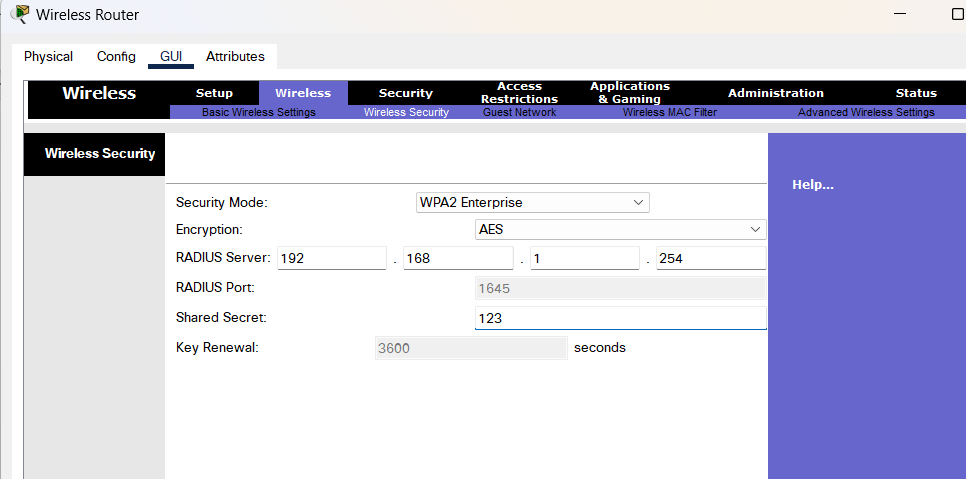 Wireless Router
Physical Config GUI Attributes
Wireless Setup Wireless Security Access Restrictions Applications & Gaming Administration Status
Basic Wireless Settings Wireless Security Guest Network Wireless MAC Filter Advanced Wireless Settings
Wireless Security
Help...
Security Mode: WPA2 Enterprise
Encryption: AES
RADIUS Server: 192 . 168 . 1 . 254
RADIUS Port: 1645
Shared Secret: 123
Key Renewal: 3600 seconds